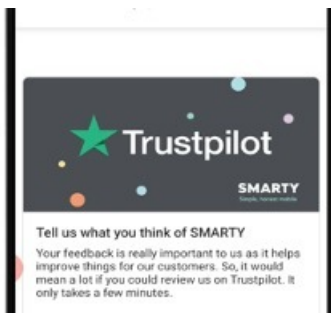 Trustpilot
SMARTY
Simple, honest mobile
Tell us what you think of SMARTY
Your feedback is really important to us as it helps
improve things for our customers. So, it would
mean a lot if you could review us on Trustpilot. It
only takes a few minutes.